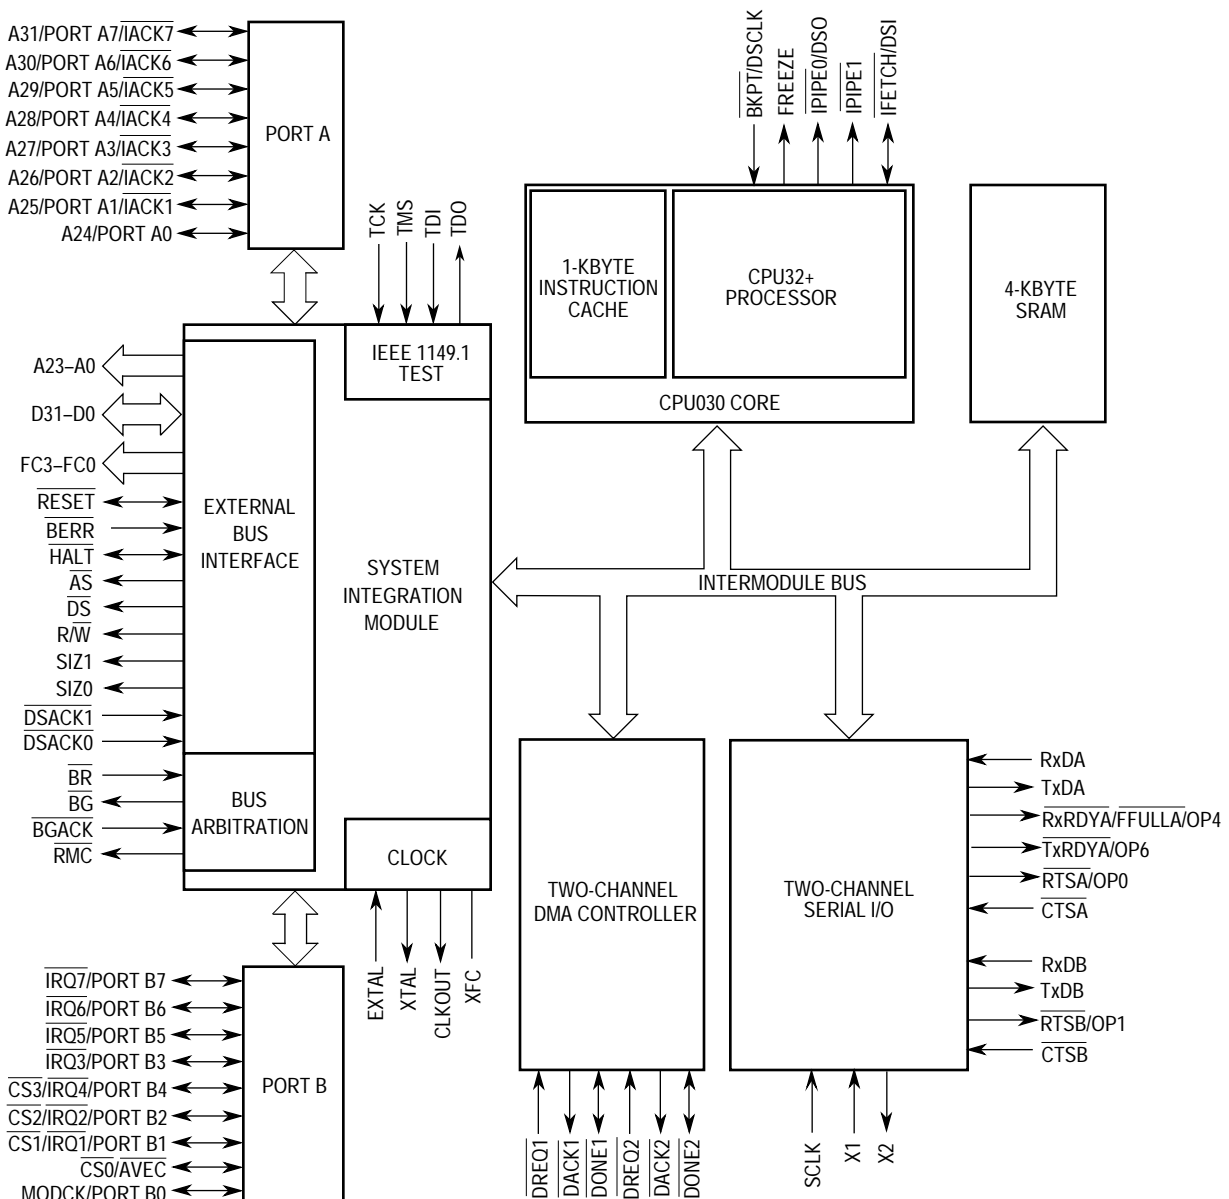 A31/PORT A7/IACK7
A30/PORT A6/IACK6
A29/PORT A5/IACK5
A28/PORT A4/IACK4
A27/PORT A3/IACK3
A26/PORT A2/IACK2
A25/PORT A1/IACK1
A24/PORT A0
PORT A
TCK
TMS
TDI
TDO
IEEE 1149.1
TEST
BKPT/DSCLK
FREEZE
IPIPE0/DSO
IPIPE1
IFETCH/DSI
1-KBYTE
INSTRUCTION
CACHE
CPU32+
PROCESSOR
CPU030 CORE
4-KBYTE
SRAM
A23–A0
D31–D0
FC3–FC0
RESET
BERR
HALT
AS
DS
R/W
SIZ1
SIZ0
DSACK1
DSACK0
BR
BG
BGACK
RMC
EXTERNAL
BUS
INTERFACE
BUS
ARBITRATION
SYSTEM
INTEGRATION
MODULE
CLOCK
INTERMODULE BUS
EXTAL
XTAL
CLKOUT
XFC
TWO-CHANNEL
DMA CONTROLLER
TWO-CHANNEL
SERIAL I/O
RxDA
TxDA
RxRDYA/FFULLA/OP4
TxRDYA/OP6
RTSA/OP0
CTSA
RxDB
TxDB
RTSB/OP1
CTSB
IRQ7/PORT B7
IRQ6/PORT B6
IRQ5/PORT B5
IRQ3/PORT B3
CS3/IRQ4/PORT B4
CS2/IRQ2/PORT B2
CS1/IRQ1/PORT B1
CS0/AVEC
MODCK/PORT B0
PORT B
DREQ1
DACK1
DONE1
DREQ2
DACK2
DONE2
SCLK
X1
X2